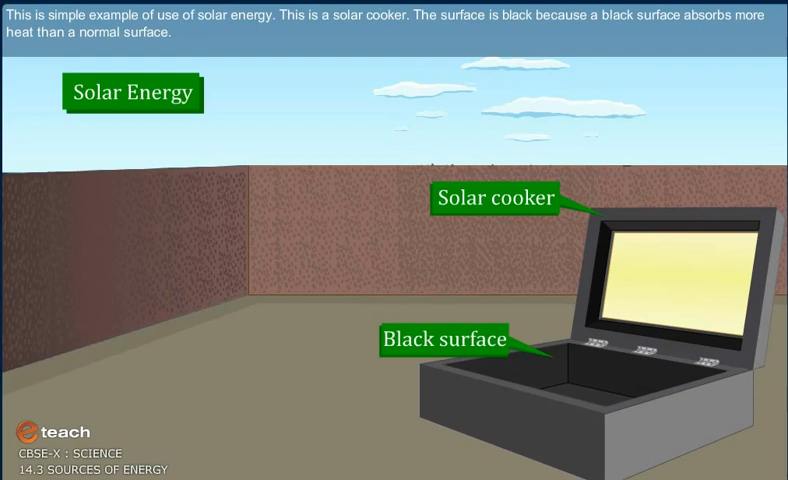 This is simple example of use of solar energy. This is a solar cooker. The surface is black because a black surface absorbs more
heat than a normal surface.
Solar Energy
Solar cooker
Black surface
e teach
CBSE-X : SCIENCE
14.3 SOURCES OF ENERGY